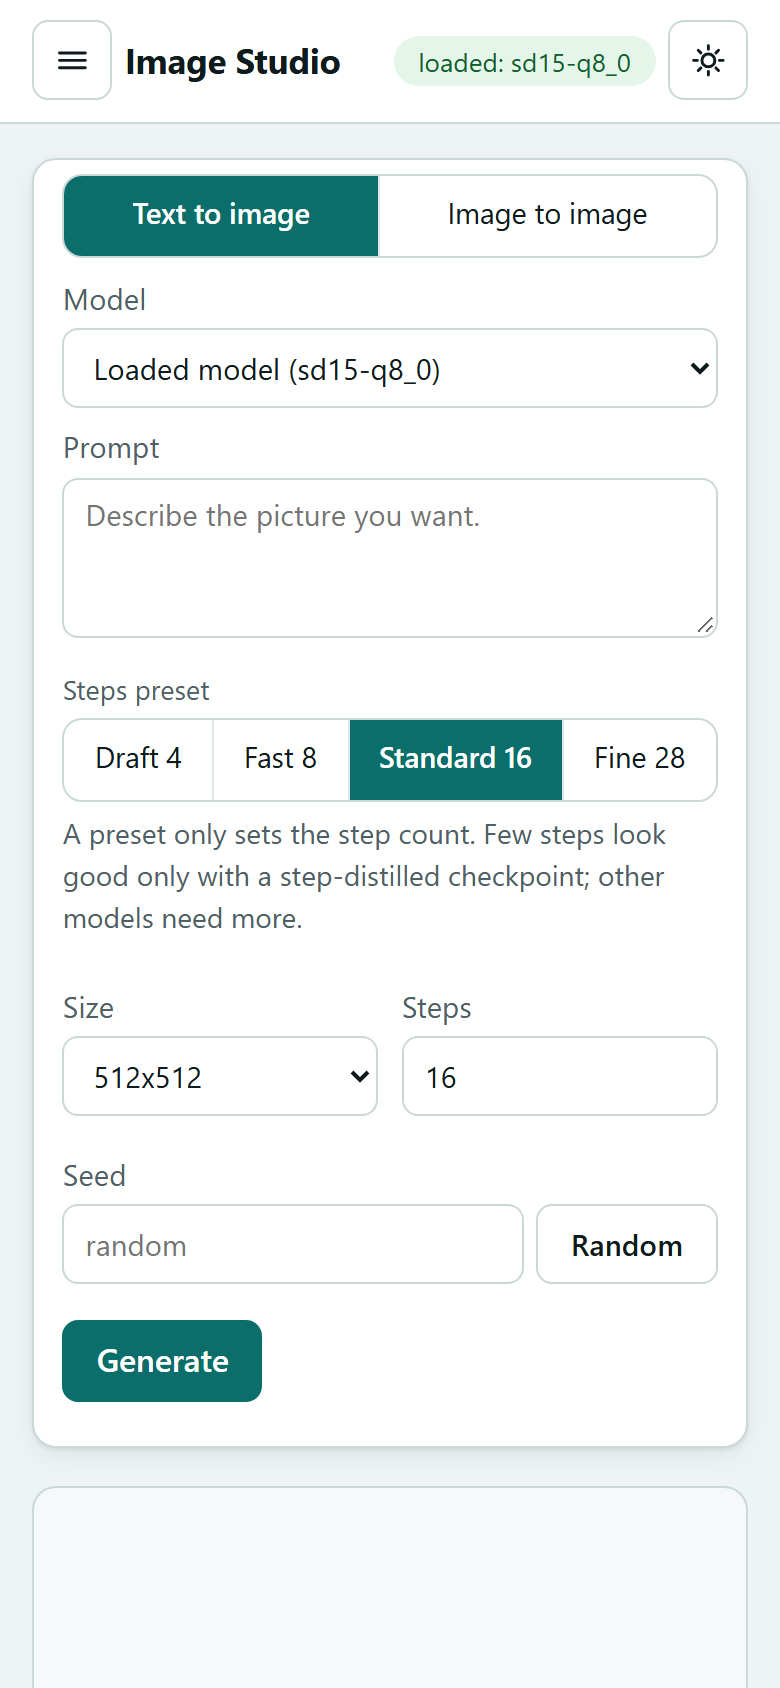 Image Studio
loaded: sd15-q8_0
Text to image
Image to image
Model
Loaded model (sd15-q8_0)
Prompt
Describe the picture you want.
Steps preset
Draft 4
Fast 8
Standard 16
Fine 28
A preset only sets the step count. Few steps look
good only with a step-distilled checkpoint; other
models need more.
Size
Steps
512x512
16
Seed
random
Random
Generate